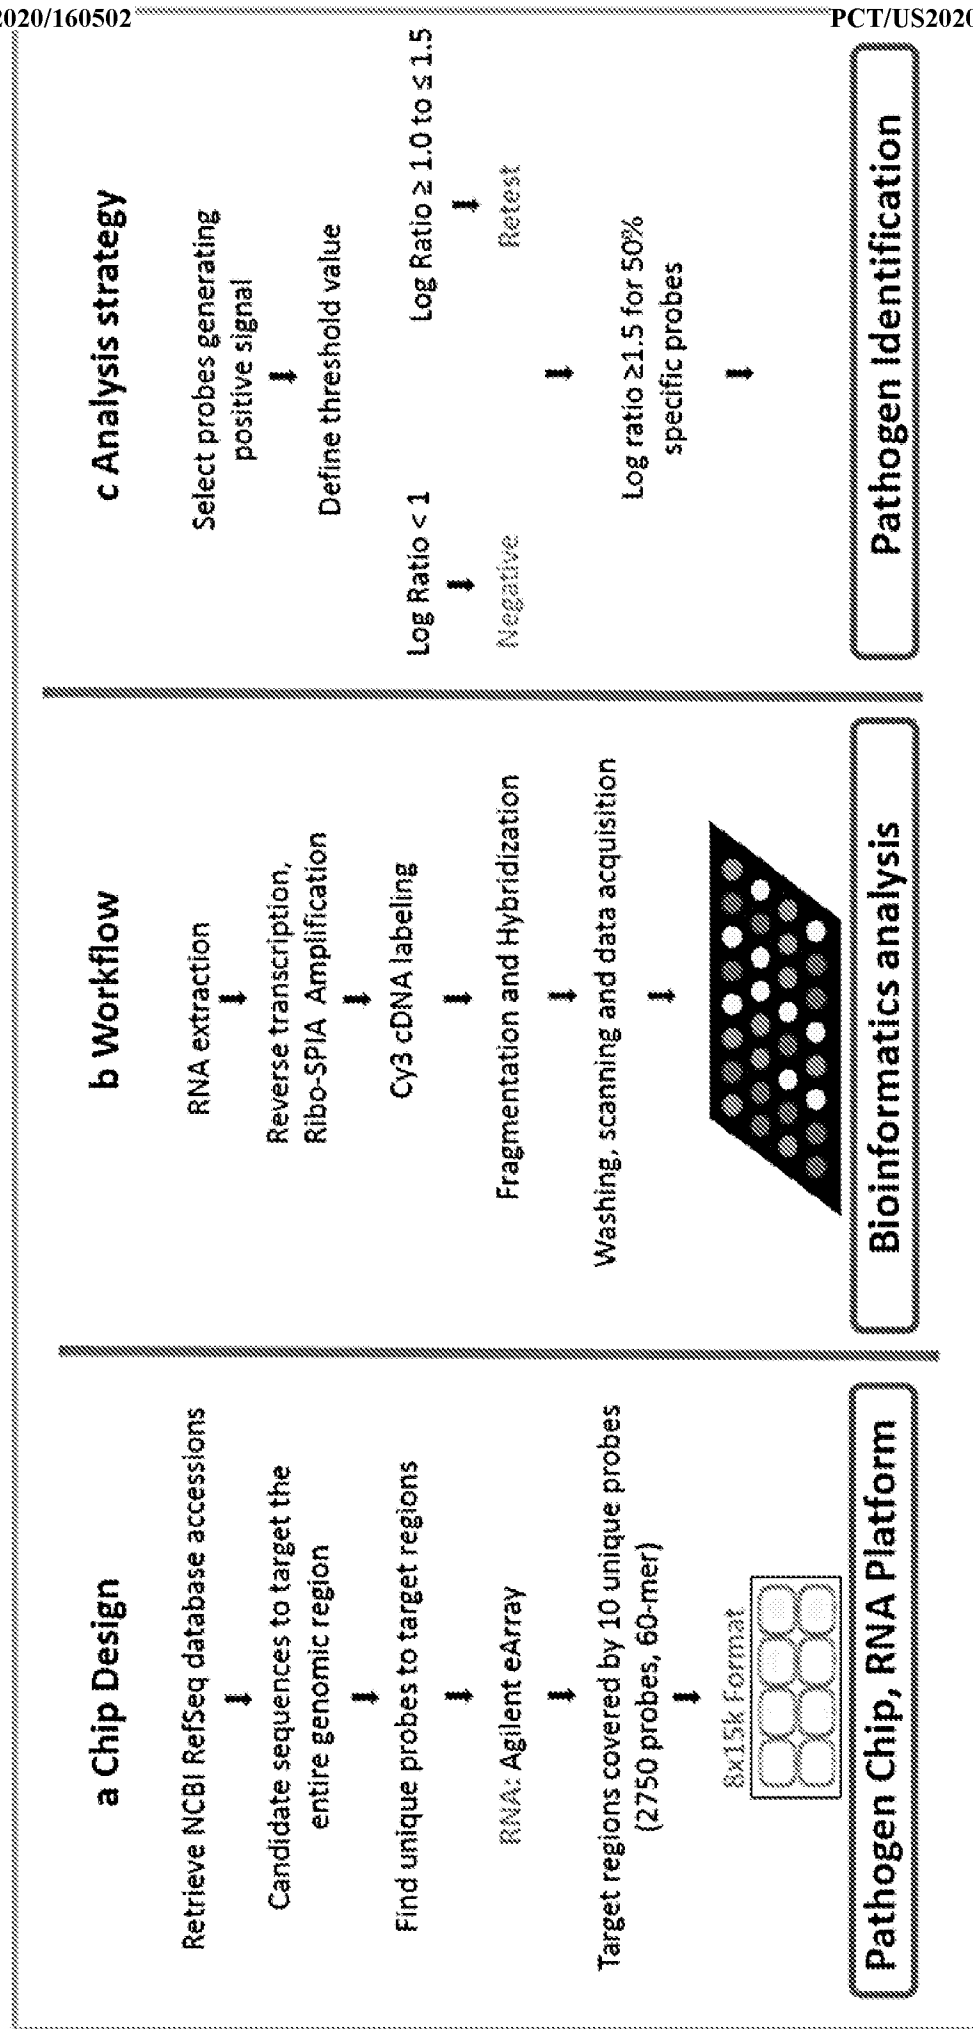 2020/160502
PCT/US2020
a Chip Design
Retrieve NCBI RefSeq database accessions
Candidate sequences to target the
entire genomic region
Find unique probes to target regions
RNA: Agilent eArray
Target regions covered by 10 unique probes
(2750 probes, 60-mer)
8x15k Format
Pathogen Chip, RNA Platform
b Workflow
RNA extraction
Reverse transcription,
Ribo-SPIA Amplification
Cy3 cDNA labeling
Fragmentation and Hybridization
Washing, scanning and data acquisition
Bioinformatics analysis
c Analysis strategy
Select probes generating
positive signal
Define threshold value
Log Ratio < 1
Negative
Log Ratio ≥ 1.0 to ≤ 1.5
Retest
Log ratio ≥1.5 for 50%
specific probes
Pathogen Identification